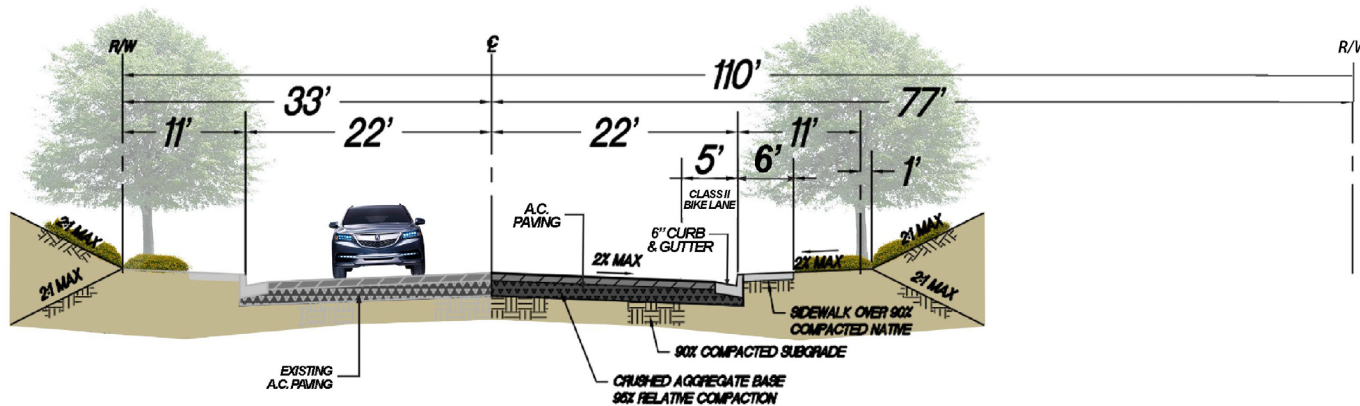 R/W
℄
R/W
110'
33'
77'
11'
22'
22'
11'
5'
6'
1'
CLASS II
BIKE LANE
A.C.
PAVING
6" CURB
& GUTTER
2:1 MAX
2:1 MAX
2% MAX
2% MAX
2:1 MAX
2:1 MAX
SIDEWALK OVER 90%
COMPACTED NATIVE
90% COMPACTED SUBGRADE
EXISTING
A.C. PAVING
CRUSHED AGGREGATE BASE
95% RELATIVE COMPACTION